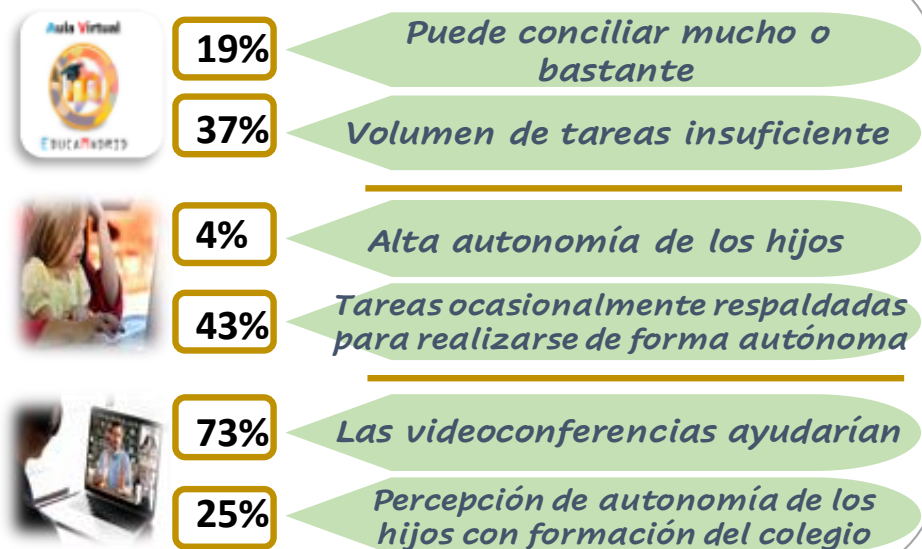 Aula Virtual
EDUCAMADRID
19%
Puede conciliar mucho o
bastante
37%
Volumen de tareas insuficiente
4%
Alta autonomía de los hijos
43%
Tareas ocasionalmente respaldadas
para realizarse de forma autónoma
73%
Las videoconferencias ayudarían
25%
Percepción de autonomía de los
hijos con formación del colegio